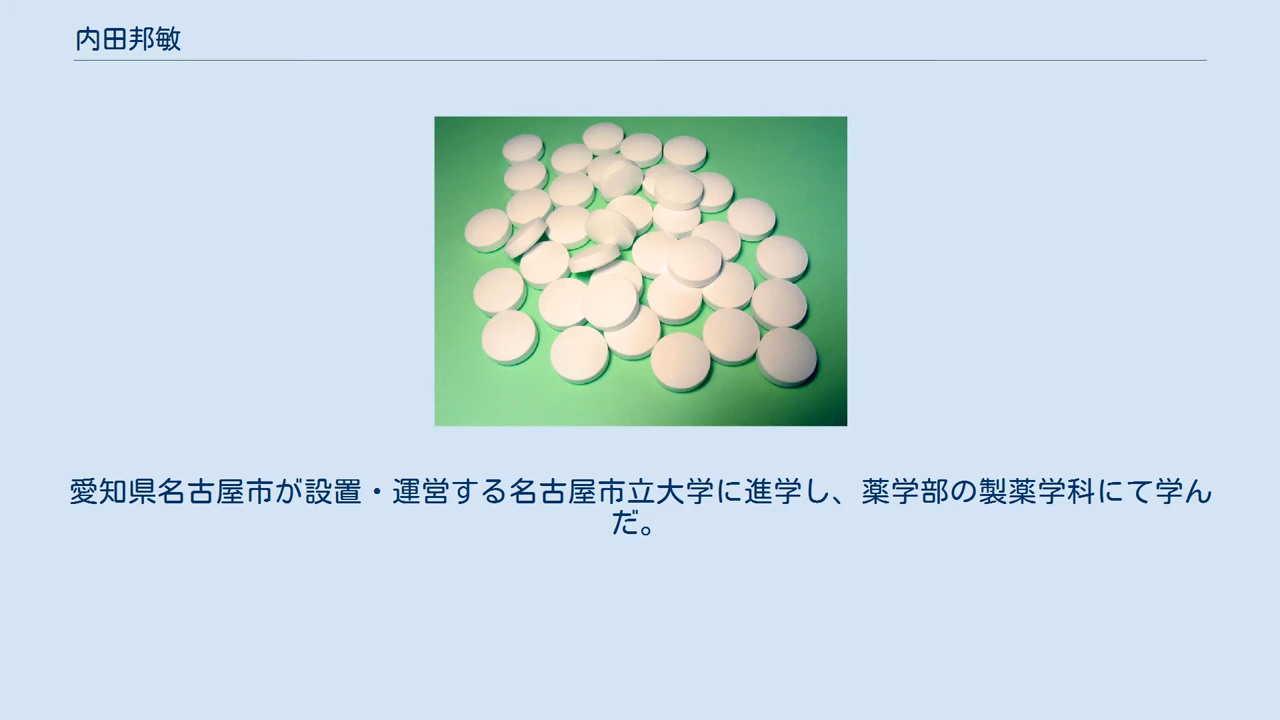 内田邦敏
愛知県名古屋市が設置・運営する名古屋市立大学に進学し、薬学部の製薬学科にて学ん
だ。